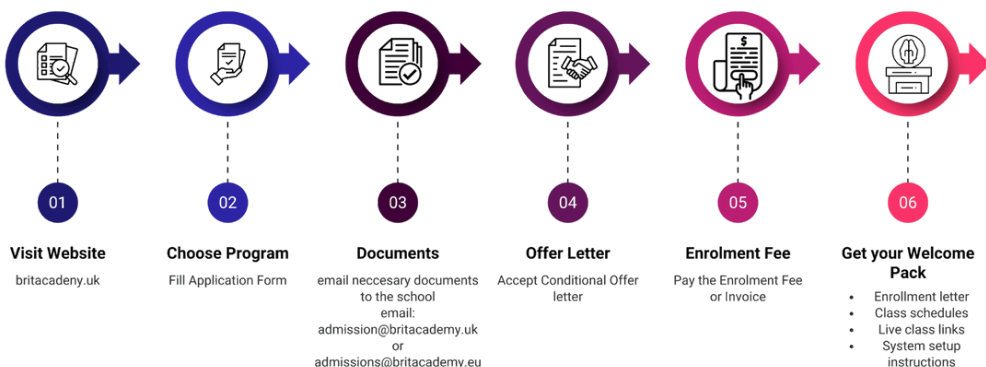 $
01
02
03
04
05
06
Visit Website
britacadeny.uk
Choose Program
Fill Application Form
Documents
email neccesary documents
to the school
email:
admission@britacademy.uk
or
admissions@britacademy.eu
Offer Letter
Accept Conditional Offer
letter
Enrolment Fee
Pay the Enrolment Fee
or Invoice
Get your Welcome
Pack
• Enrollment letter
• Class schedules
• Live class links
• System setup
instructions